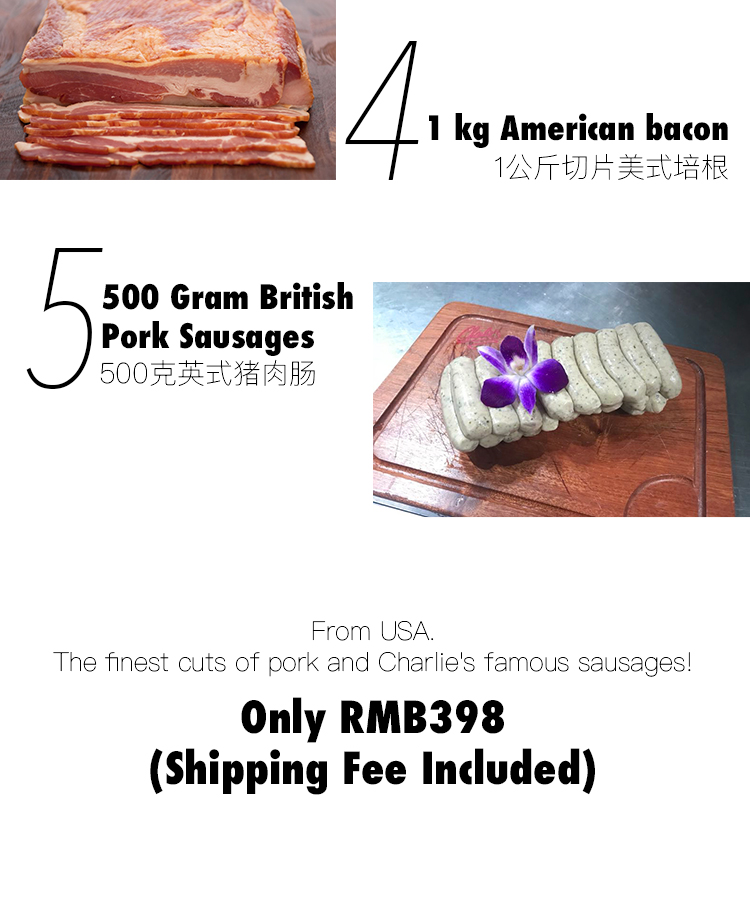 4
1 kg American bacon
1公斤切片美式培根
5
500 Gram British
Pork Sausages
500克英式猪肉肠
From USA.
The finest cuts of pork and Charlie's famous sausages!
Only RMB398
(Shipping Fee Included)